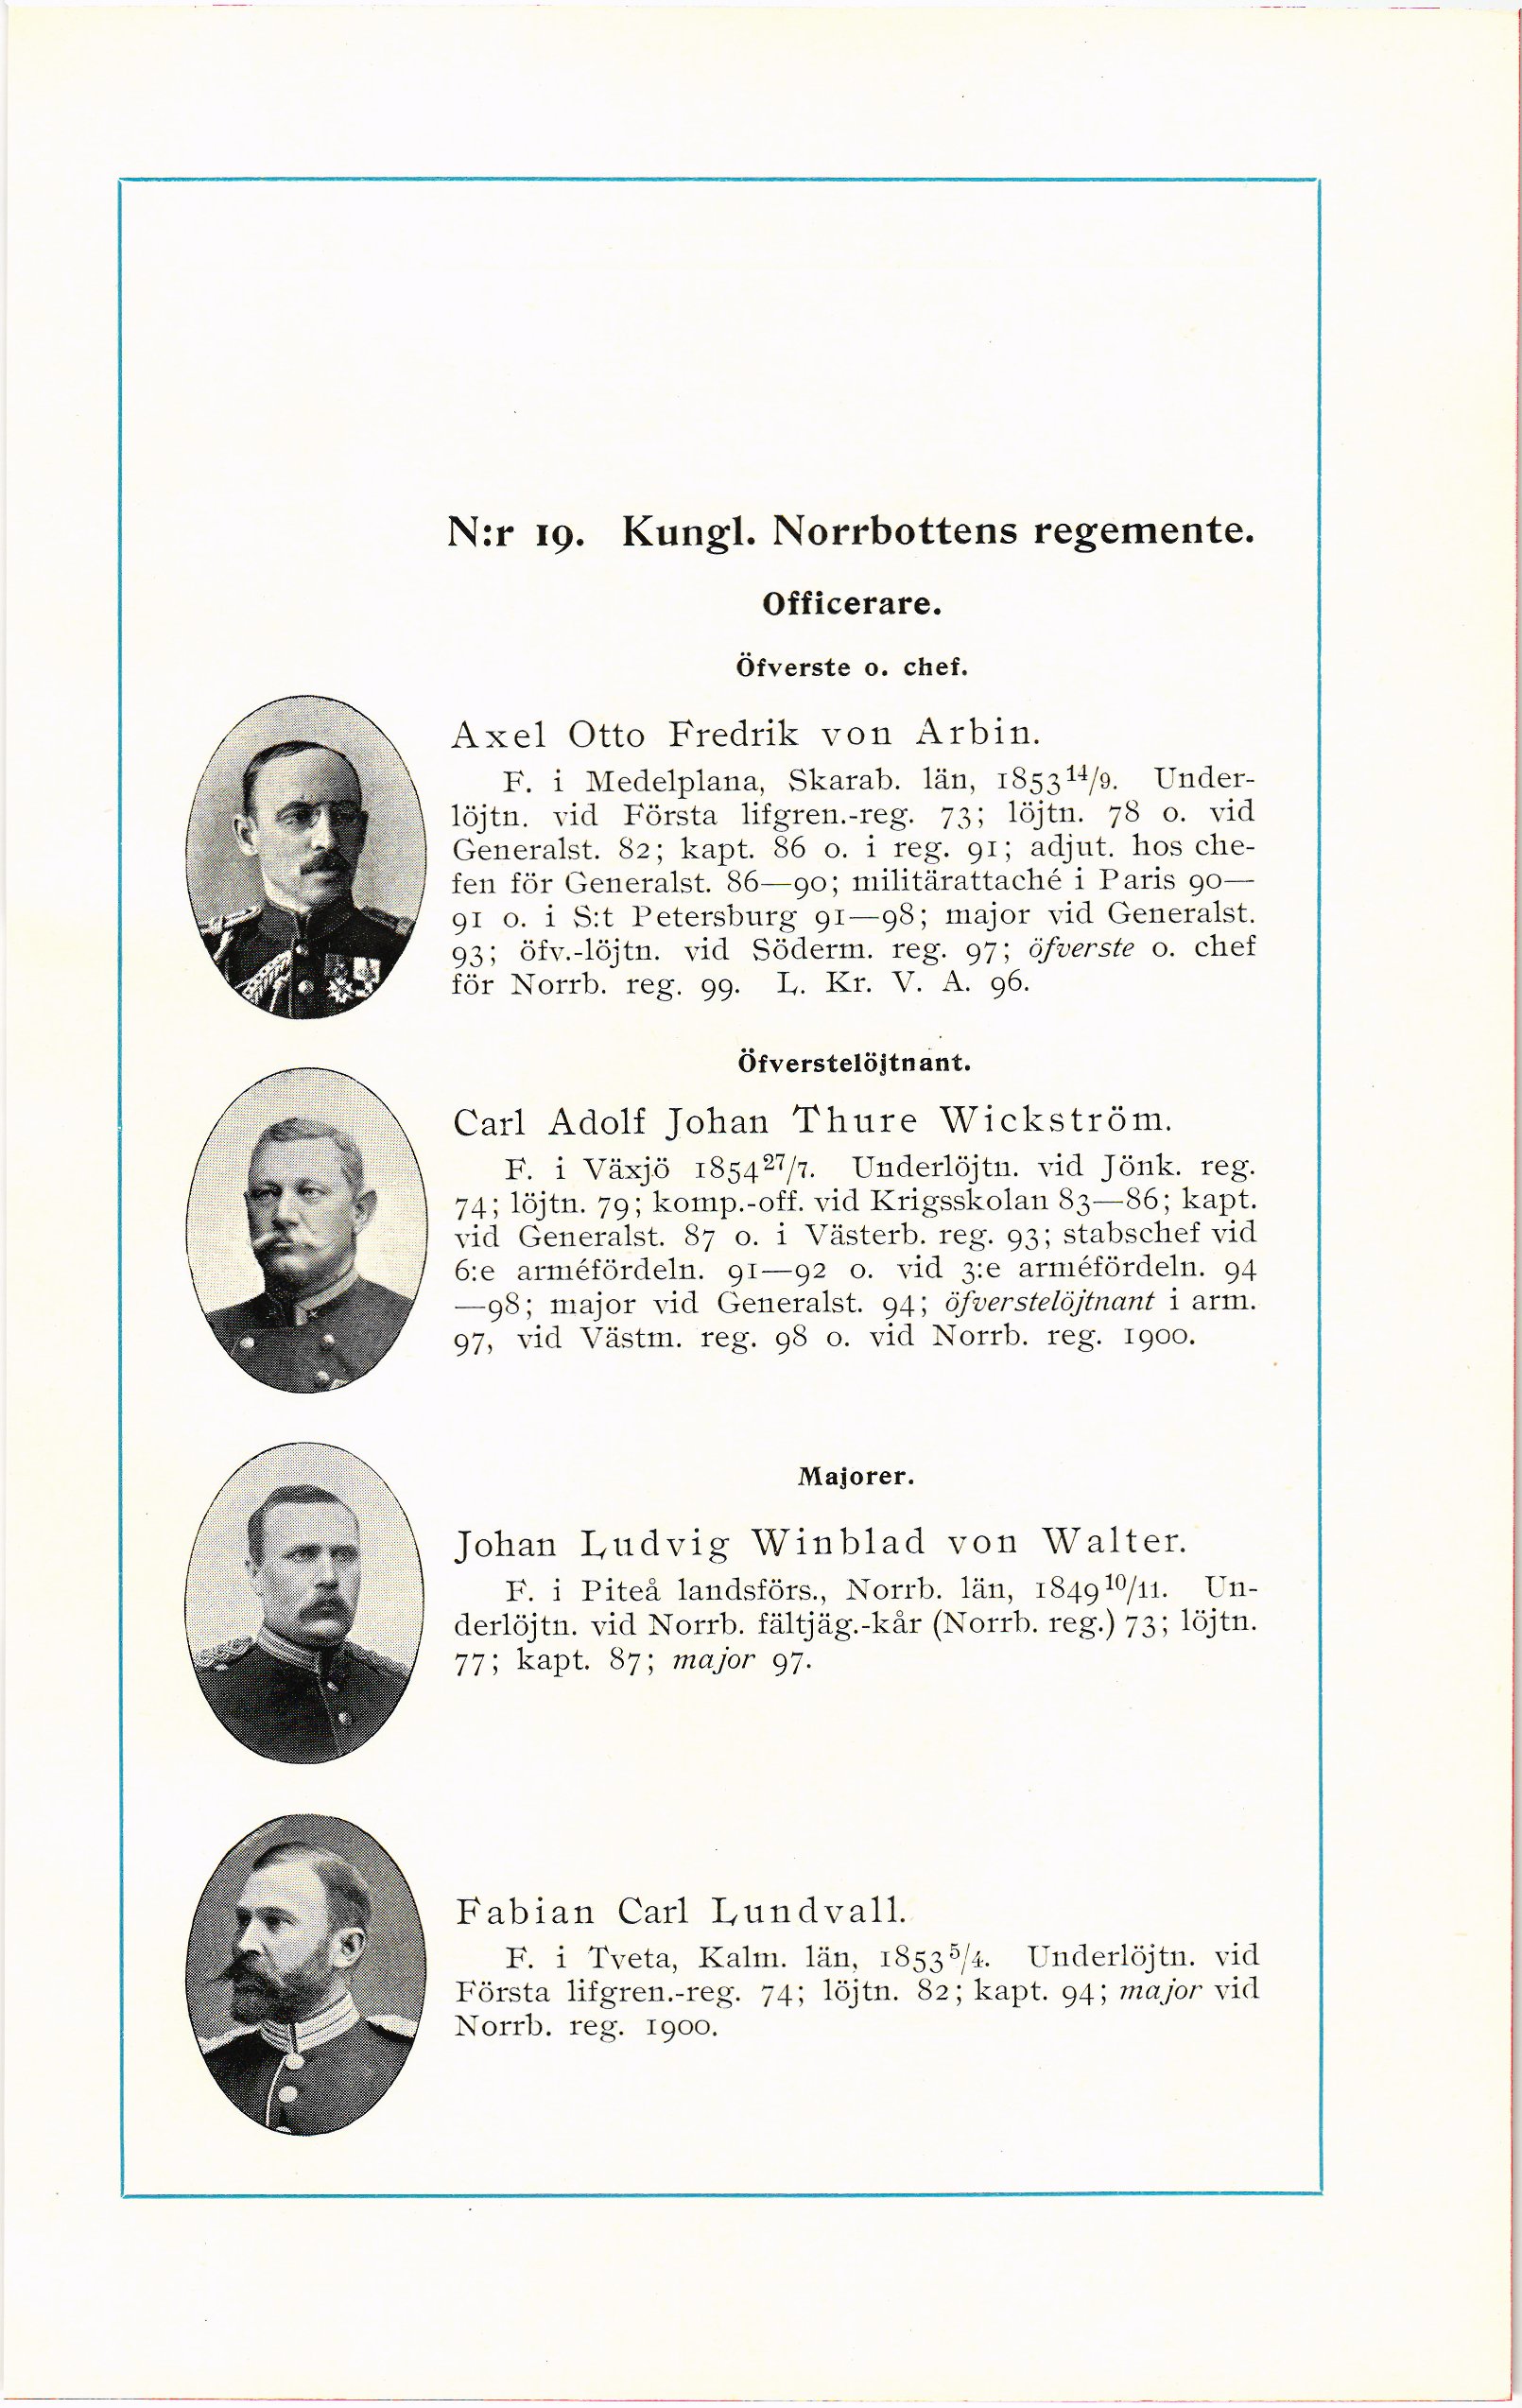 N:r 19. Kungl. Norrbottens regemente.
Officerare.
Öfverste o. chef.
Axel Otto Fredrik von Arbin.
F. i Medelplana, Skarab. län, 1853 14/9. Under-
löjtn. vid Första lifgren.-reg. 73; löjtn. 78 o. vid
Generalst. 82; kapt. 86 o. i reg. 91; adjut. hos che-
fen för Generalst. 86—90; militärattaché i Paris 90—
91 o. i S:t Petersburg 91—98; major vid Generalst.
93; öfv.-löjtn. vid Söderm. reg. 97; öfverste o. chef
för Norrb. reg. 99. L. Kr. V. A. 96.
Öfverstelöjtnant.
Carl Adolf Johan Thure Wickström.
F. i Växjö 1854 27/7. Underlöjtn. vid Jönk. reg.
74; löjtn. 79; komp.-off. vid Krigsskolan 83—86; kapt.
vid Generalst. 87 o. i Västerb. reg. 93; stabschef vid
6:e arméfördeln. 91—92 o. vid 3:e arméfördeln. 94
—98; major vid Generalst. 94; öfverstelöjtnant i arm.
97, vid Västm. reg. 98 o. vid Norrb. reg. 1900.
Majorer.
Johan Ludvig Winblad von Walter.
F. i Piteå landsförs., Norrb. län, 1849 10/11. Un-
derlöjtn. vid Norrb. fältjäg.-kår (Norrb. reg.) 73; löjtn.
77; kapt. 87; major 97.
Fabian Carl Lundvall.
F. i Tveta, Kalm. län, 1853 5/4. Underlöjtn. vid
Första lifgren.-reg. 74; löjtn. 82; kapt. 94; major vid
Norrb. reg. 1900.